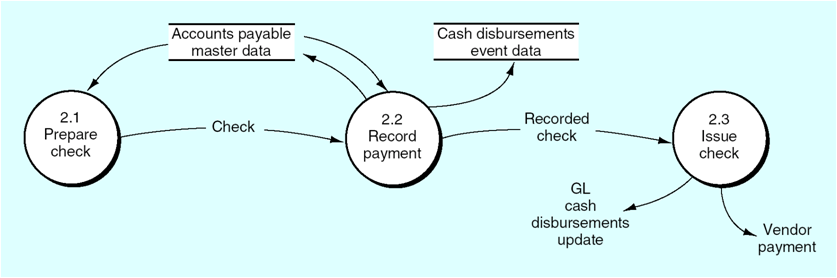 Accounts payable
master data
Cash disbursements
event data
2.1
Prepare
check
Check
2.2
Record
payment
Recorded
check
2.3
Issue
check
GL
cash
disbursements
update
Vendor
payment